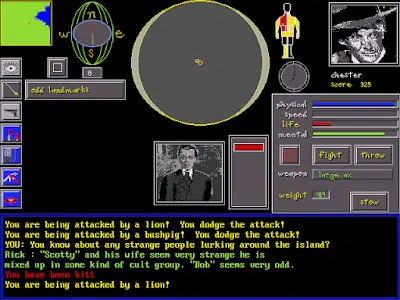 n
w e
s
0
odd landmarks
chester
score 325
physical
speed
life
mental
fight
throw
weapon large ax
weight
stow
You are being attacked by a lion! You dodge the attack!
You are being attacked by a bushpig! You dodge the attack!
YOU: You know about any strange people lurking around the island?
Rick : "Scotty" and his wife seem very strange he is
mixed up in some kind of cult group. "Bob" seems very odd.
You have been bitt
You are being attacked by a lion!